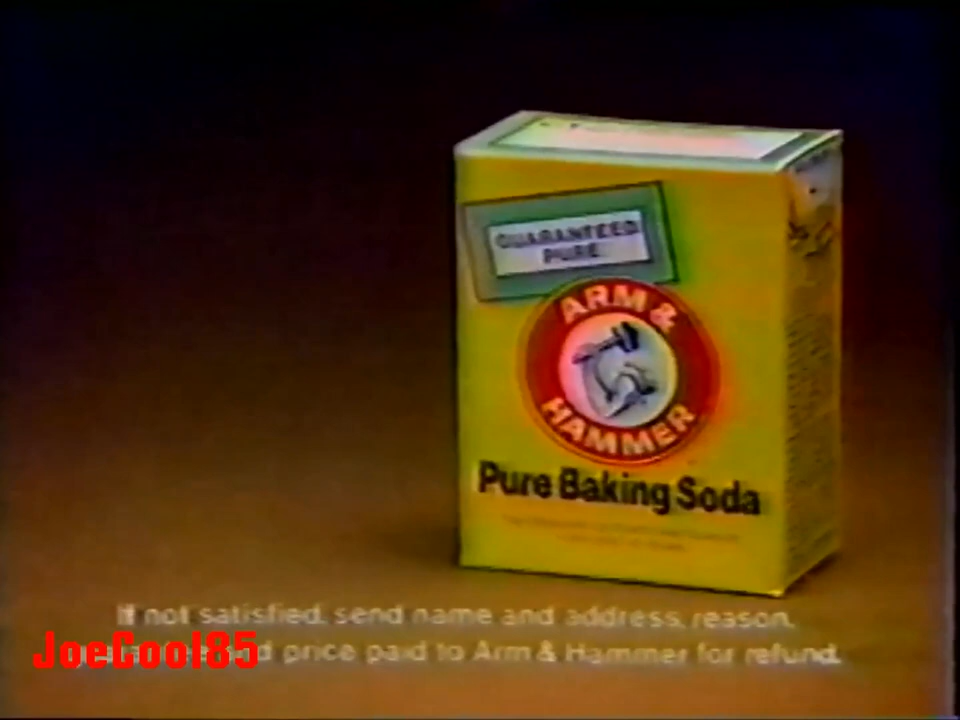 GUARANTEED
PURE
ARM &
HAMMER
Pure Baking Soda
If not satisfied, send name and address, reason,
JoeCool85
price paid to Arm & Hammer for refund.